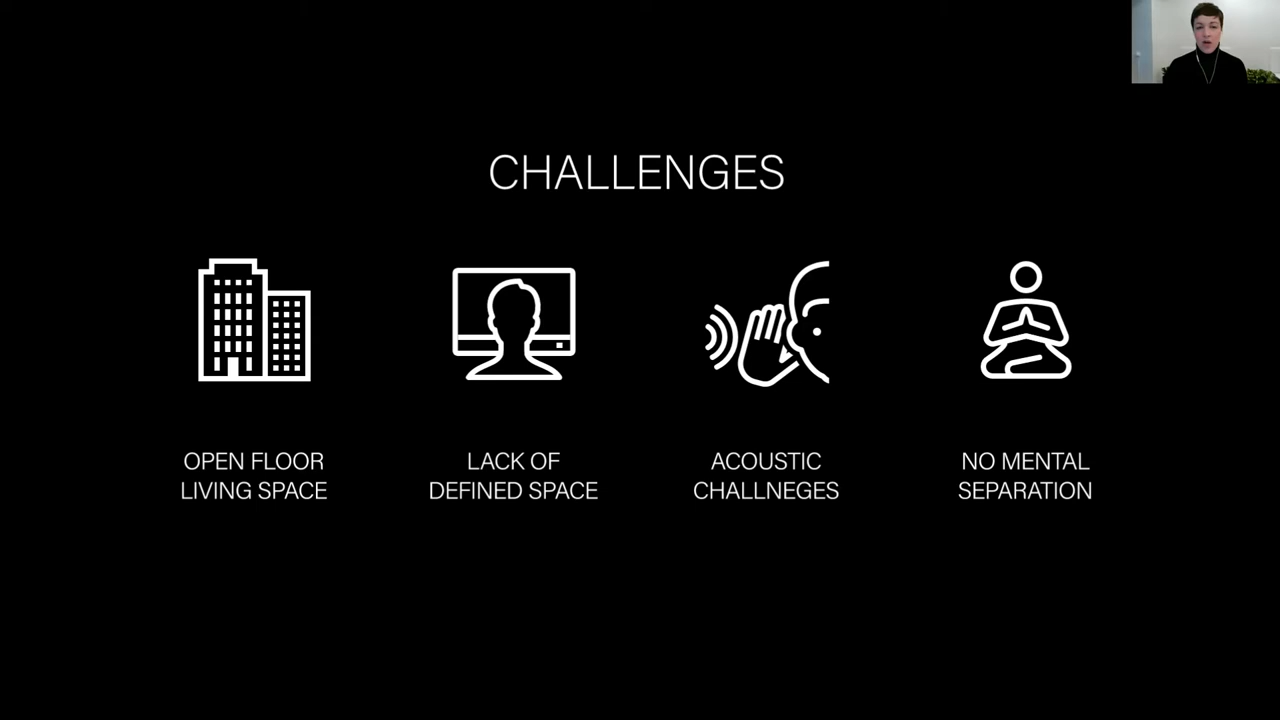 CHALLENGES
OPEN FLOOR
LIVING SPACE
LACK OF
DEFINED SPACE
ACOUSTIC
CHALLNEGES
NO MENTAL
SEPARATION